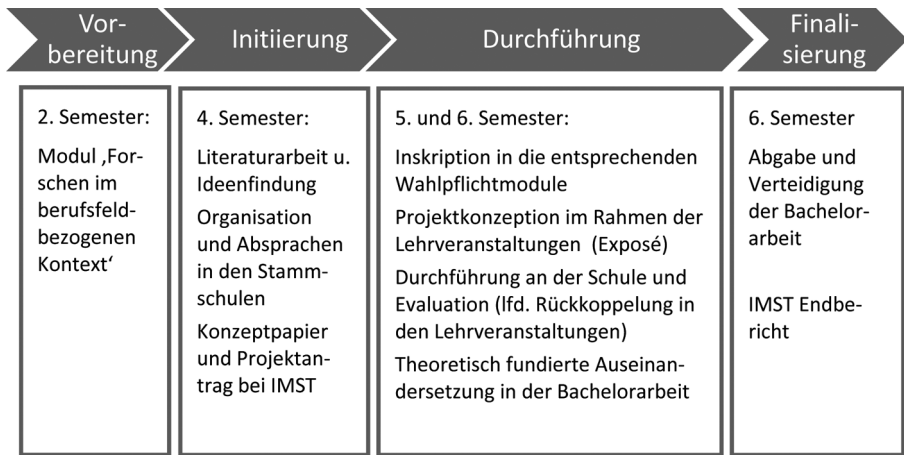 Vor-
bereitung
Initiierung
Durchführung
Finali-
sierung
2. Semester:
Modul ‚For-
schen im
berufsfeld-
bezogenen
Kontext‘
4. Semester:
Literaturarbeit u.
Ideenfindung
Organisation
und Absprachen
in den Stamm-
schulen
Konzeptpapier
und Projektan-
trag bei IMST
5. und 6. Semester:
Inskription in die entsprechenden
Wahlpflichtmodule
Projektkonzeption im Rahmen der
Lehrveranstaltungen (Exposé)
Durchführung an der Schule und
Evaluation (lfd. Rückkoppelung in
den Lehrveranstaltungen)
Theoretisch fundierte Auseinan-
dersetzung in der Bachelorarbeit
6. Semester
Abgabe und
Verteidigung
der Bachelor-
arbeit
IMST Endbe-
richt